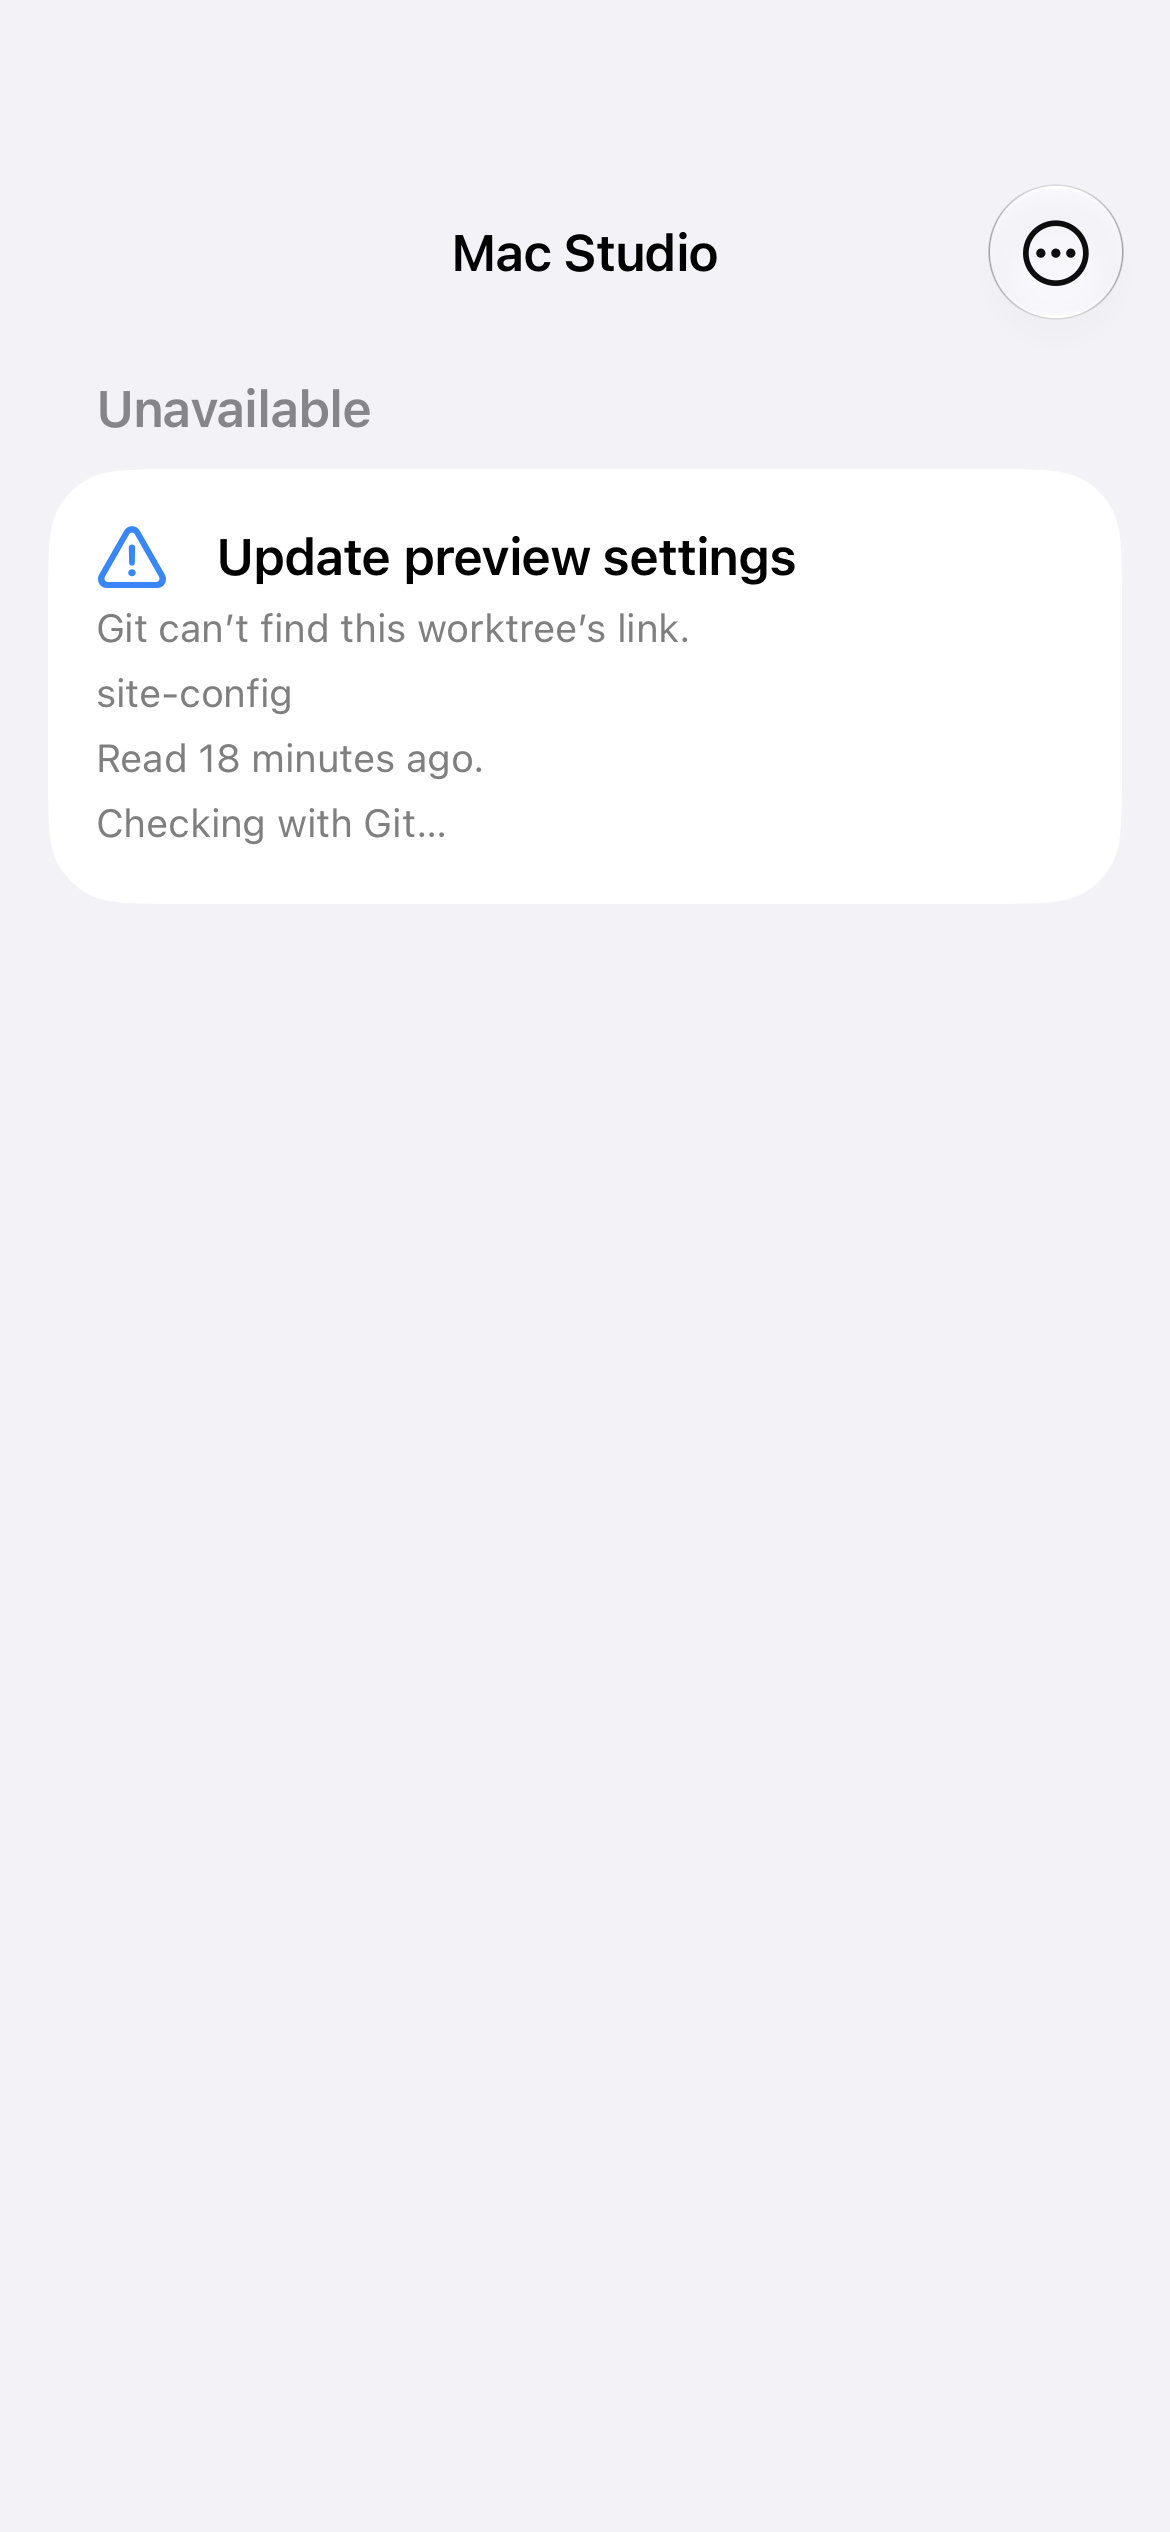 Mac Studio
Unavailable
Update preview settings
Git can’t find this worktree’s link.
site-config
Read 18 minutes ago.
Checking with Git…